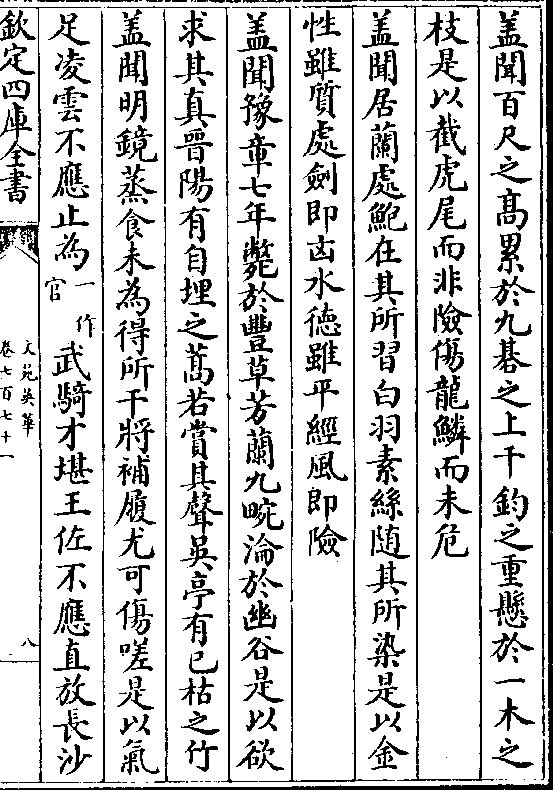 盖聞百尺之髙累於九棊之上千鈞之重懸於一木之
枝是以截虎尾而非險傷龍鱗而未危
盖聞居蘭處鮑在其所習白羽素絲随其所染是以金
性雖質處劍即凶水徳雖平經風即險
盖聞豫章七年斃於豐草芳蘭九畹淪於幽谷是以欲
求其真晉陽有自埋之蒿若賞其聲吳亭有已枯之竹
盖聞明鏡蒸食未為得所干將補履尤可傷嗟是以氣
足凌雲不應止為一作官武騎才堪王佐不應直放長沙
欽定四庫全書
文苑英華
卷七百七十一
八